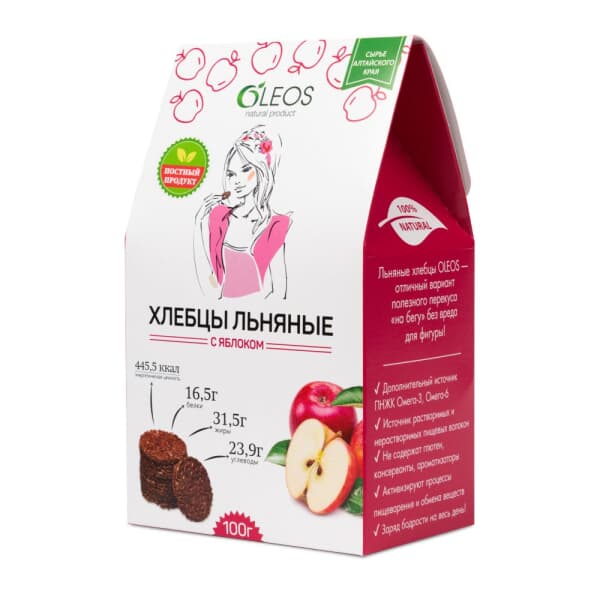 СЫРЬЕ
АЛТАЙСКОГО
КРАЯ
OLEOS
natural product
ПОСТНЫЙ
ПРОДУКТ
ХЛЕБЦЫ ЛЬНЯНЫЕ
С ЯБЛОКОМ
445,5 ккал
энергетическая ценность
16,5г
белки
31,5г
жиры
23,9г
углеводы
100г
100%
NATURAL
Льняные хлебцы OLEOS —
отличный вариант
полезного перекуса
«на бегу» без вреда
для фигуры!
✓ Дополнительный источник
ПНЖК Омега-3, Омега-6
✓ Источник растворимых и
нерастворимых пищевых волокон
✓ Не содержат глютен,
консерванты, ароматизаторы
✓ Активизируют процессы
пищеварения и обмена веществ
✓ Заряд бодрости на весь день!